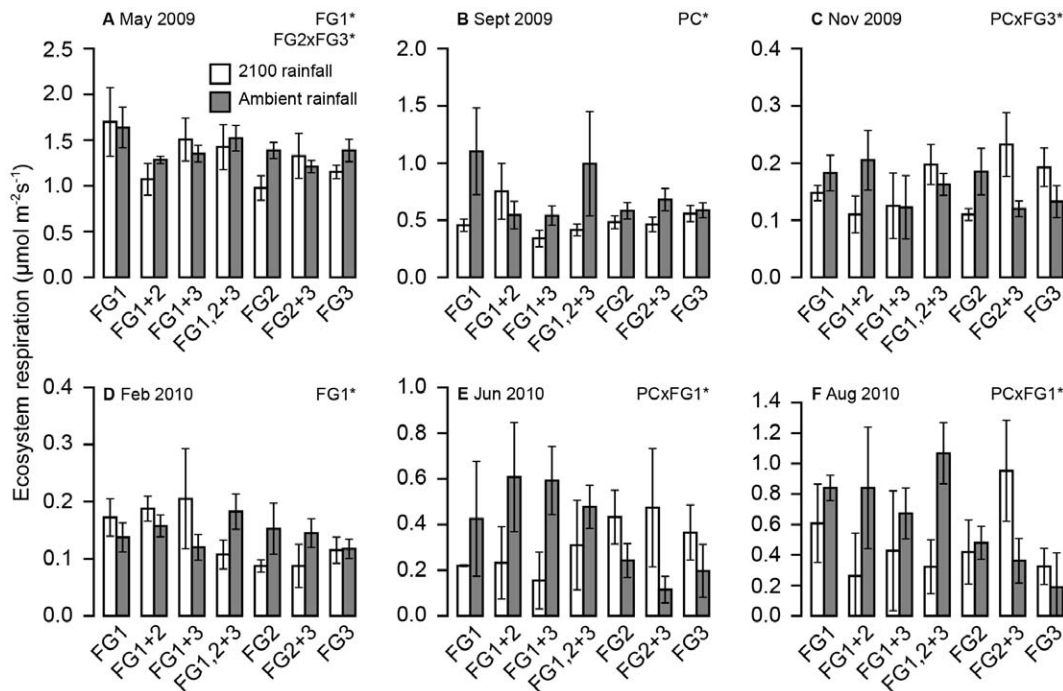 A May 2009 FG1*
FG2xFG3*
2100 rainfall
Ambient rainfall
2.5
2.0
1.5
1.0
0.5
0.0
FG1 FG1+2 FG1+3 FG1,2+3 FG2 FG2+3 FG3
B Sept 2009 PC*
2.0
1.5
1.0
0.5
0.0
FG1 FG1+2 FG1+3 FG1,2+3 FG2 FG2+3 FG3
C Nov 2009 PCxFG3*
0.4
0.3
0.2
0.1
0.0
FG1 FG1+2 FG1+3 FG1,2+3 FG2 FG2+3 FG3
Ecosystem respiration (µmol m⁻²s⁻¹)
D Feb 2010 FG1*
0.4
0.3
0.2
0.1
0.0
FG1 FG1+2 FG1+3 FG1,2+3 FG2 FG2+3 FG3
E Jun 2010 PCxFG1*
1.0
0.8
0.6
0.4
0.2
0.0
FG1 FG1+2 FG1+3 FG1,2+3 FG2 FG2+3 FG3
F Aug 2010 PCxFG1*
1.4
1.2
1.0
0.8
0.6
0.4
0.2
0.0
FG1 FG1+2 FG1+3 FG1,2+3 FG2 FG2+3 FG3